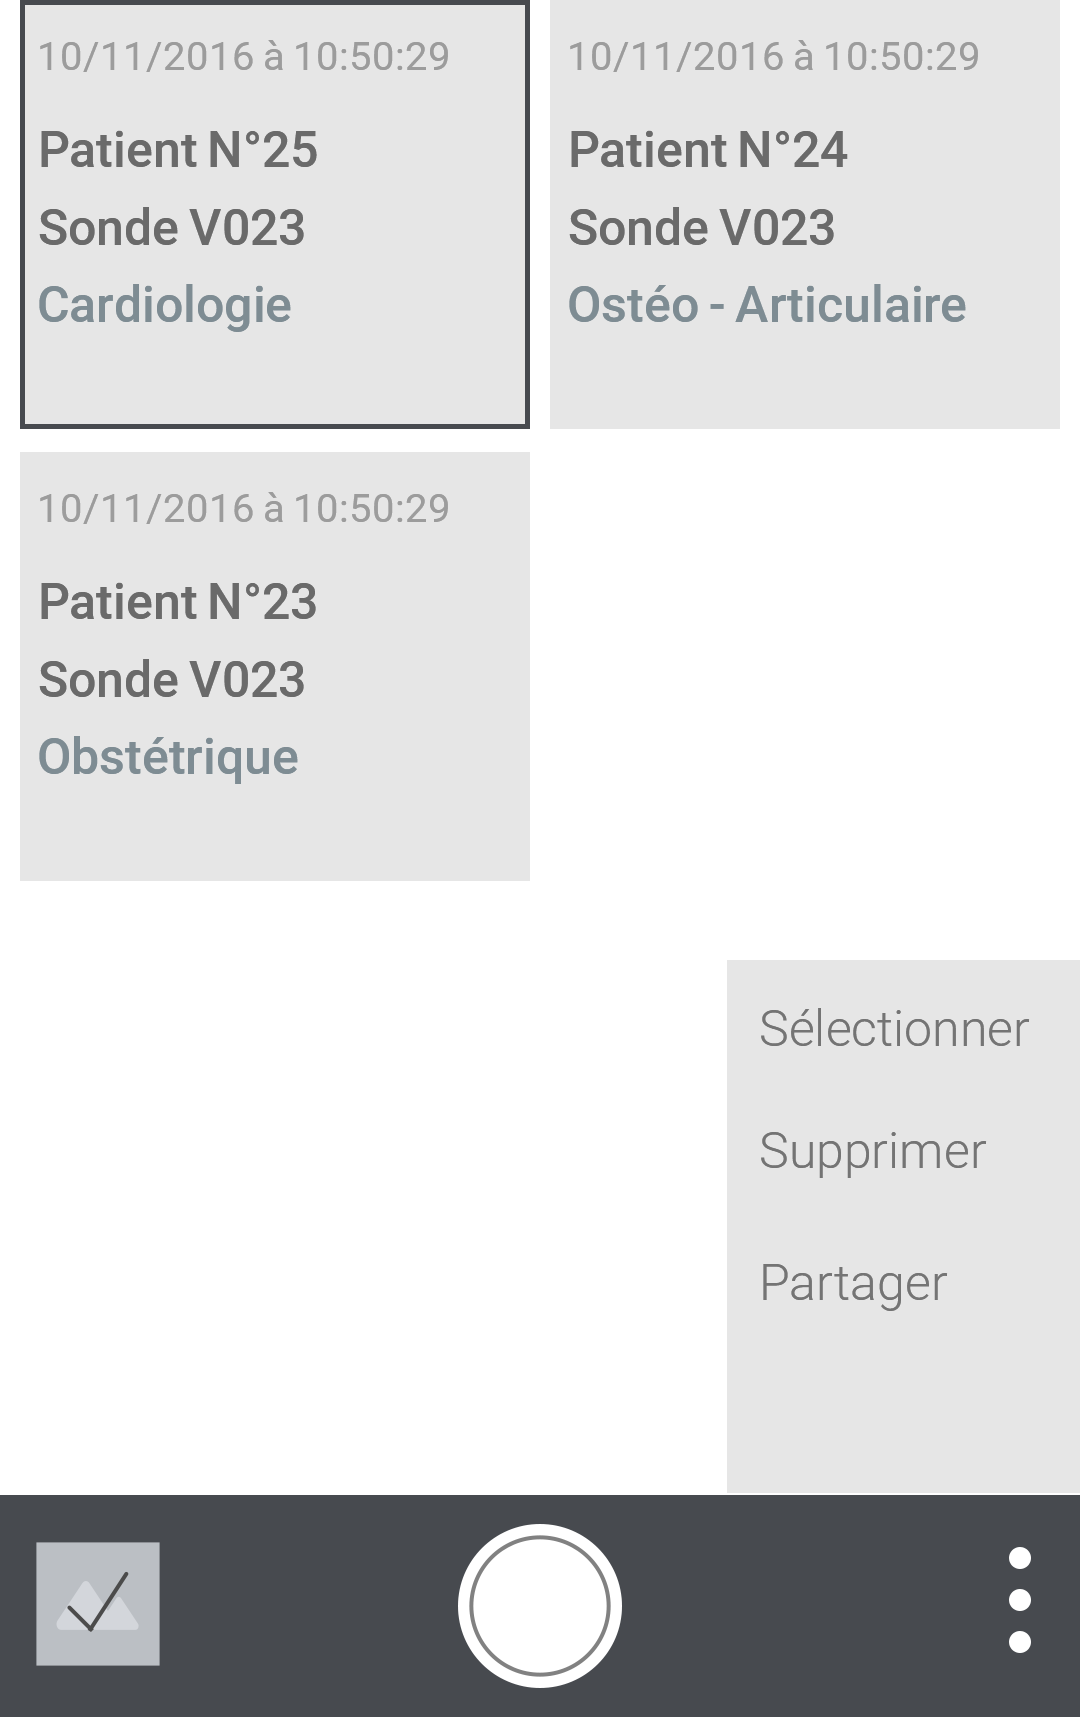 10/11/2016 à 10:50:29
Patient N°25
Sonde V023
Cardiologie
10/11/2016 à 10:50:29
Patient N°24
Sonde V023
Ostéo - Articulaire
10/11/2016 à 10:50:29
Patient N°23
Sonde V023
Obstétrique
Sélectionner
Supprimer
Partager